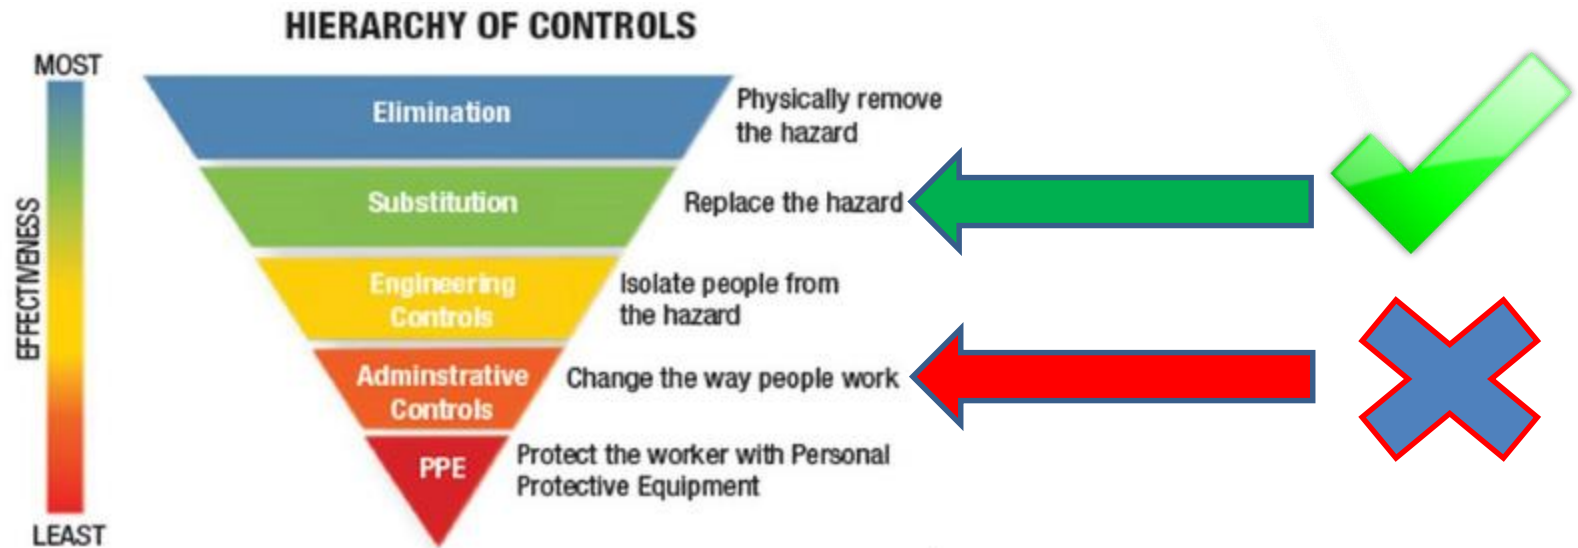 HIERARCHY OF CONTROLS
MOST
EFFECTIVENESS
LEAST
Elimination
Physically remove
the hazard
Substitution
Replace the hazard
Engineering
Controls
Isolate people from
the hazard
Adminstrative
Controls
Change the way people work
PPE
Protect the worker with Personal
Protective Equipment